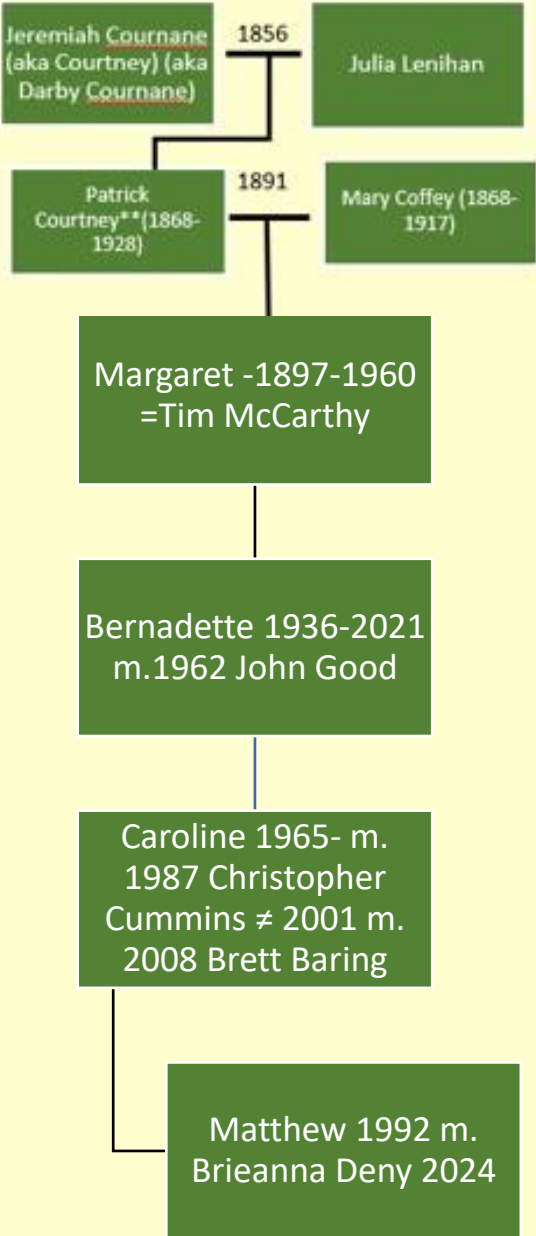 Jeremiah Cournane
(aka Courtney) (aka
Darby Cournane)
1856
Julia Lenihan
Patrick
Courtney**(1868-
1928)
1891
Mary Coffey (1868-
1917)
Margaret -1897-1960
=Tim McCarthy
Bernadette 1936-2021
m.1962 John Good
Caroline 1965- m.
1987 Christopher
Cummins ≠ 2001 m.
2008 Brett Baring
Matthew 1992 m.
Brieanna Deny 2024